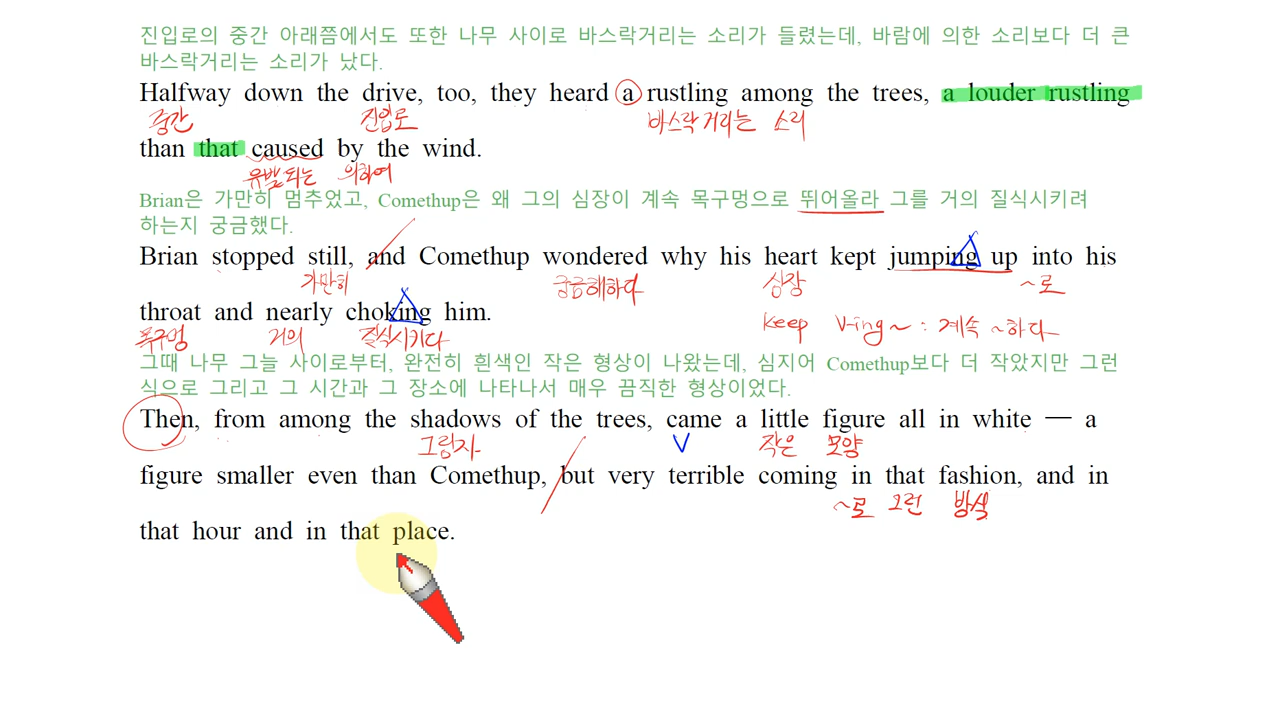 진입로의 중간 아래쯤에서도 또한 나무 사이로 바스락거리는 소리가 들렸는데, 바람에 의한 소리보다 더 큰
바스락거리는 소리가 났다.
Halfway down the drive, too, they heard a rustling among the trees, a louder rustling
중간 진입로 바스락거리는 소리
than that caused by the wind.
유발되는 의하여
Brian은 가만히 멈추었고, Comethup은 왜 그의 심장이 계속 목구멍으로 뛰어올라 그를 거의 질식시키려
하는지 궁금했다.
Brian stopped still, and Comethup wondered why his heart kept jumping up into his
가만히 궁금해하다 심장 ~로
throat and nearly choking him.
목구멍 거의 질식시키다 keep v-ing ~ : 계속 ~하다
그때 나무 그늘 사이로부터, 완전히 흰색인 작은 형상이 나왔는데, 심지어 Comethup보다 더 작았지만 그런
식으로 그리고 그 시간과 그 장소에 나타나서 매우 끔직한 형상이었다.
Then, from among the shadows of the trees, came a little figure all in white — a
그림자 V 작은 모양
figure smaller even than Comethup, but very terrible coming in that fashion, and in
~로 그런 방식
that hour and in that place.